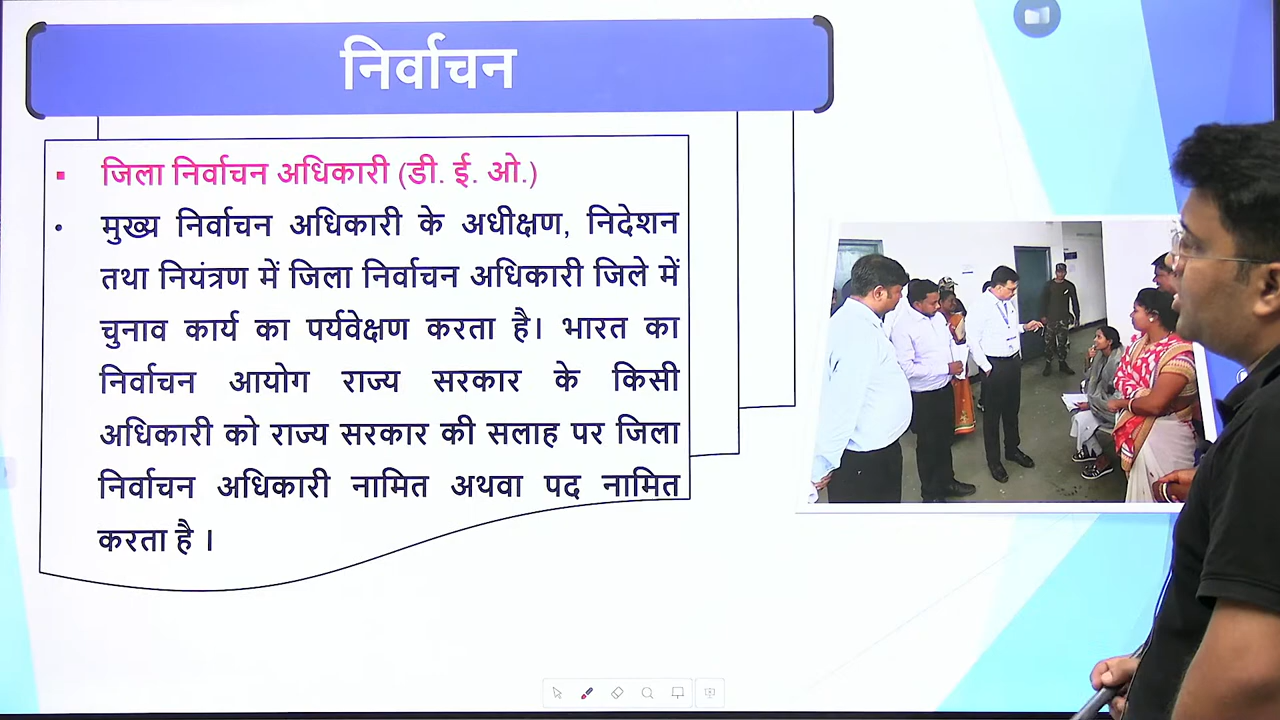 निर्वाचन
जिला निर्वाचन अधिकारी (डी. ई. ओ.)
मुख्य निर्वाचन अधिकारी के अधीक्षण, निदेशन
तथा नियंत्रण में जिला निर्वाचन अधिकारी जिले में
चुनाव कार्य का पर्यवेक्षण करता है। भारत का
निर्वाचन आयोग राज्य सरकार के किसी
अधिकारी को राज्य सरकार की सलाह पर जिला
निर्वाचन अधिकारी नामित अथवा पद नामित
करता है ।